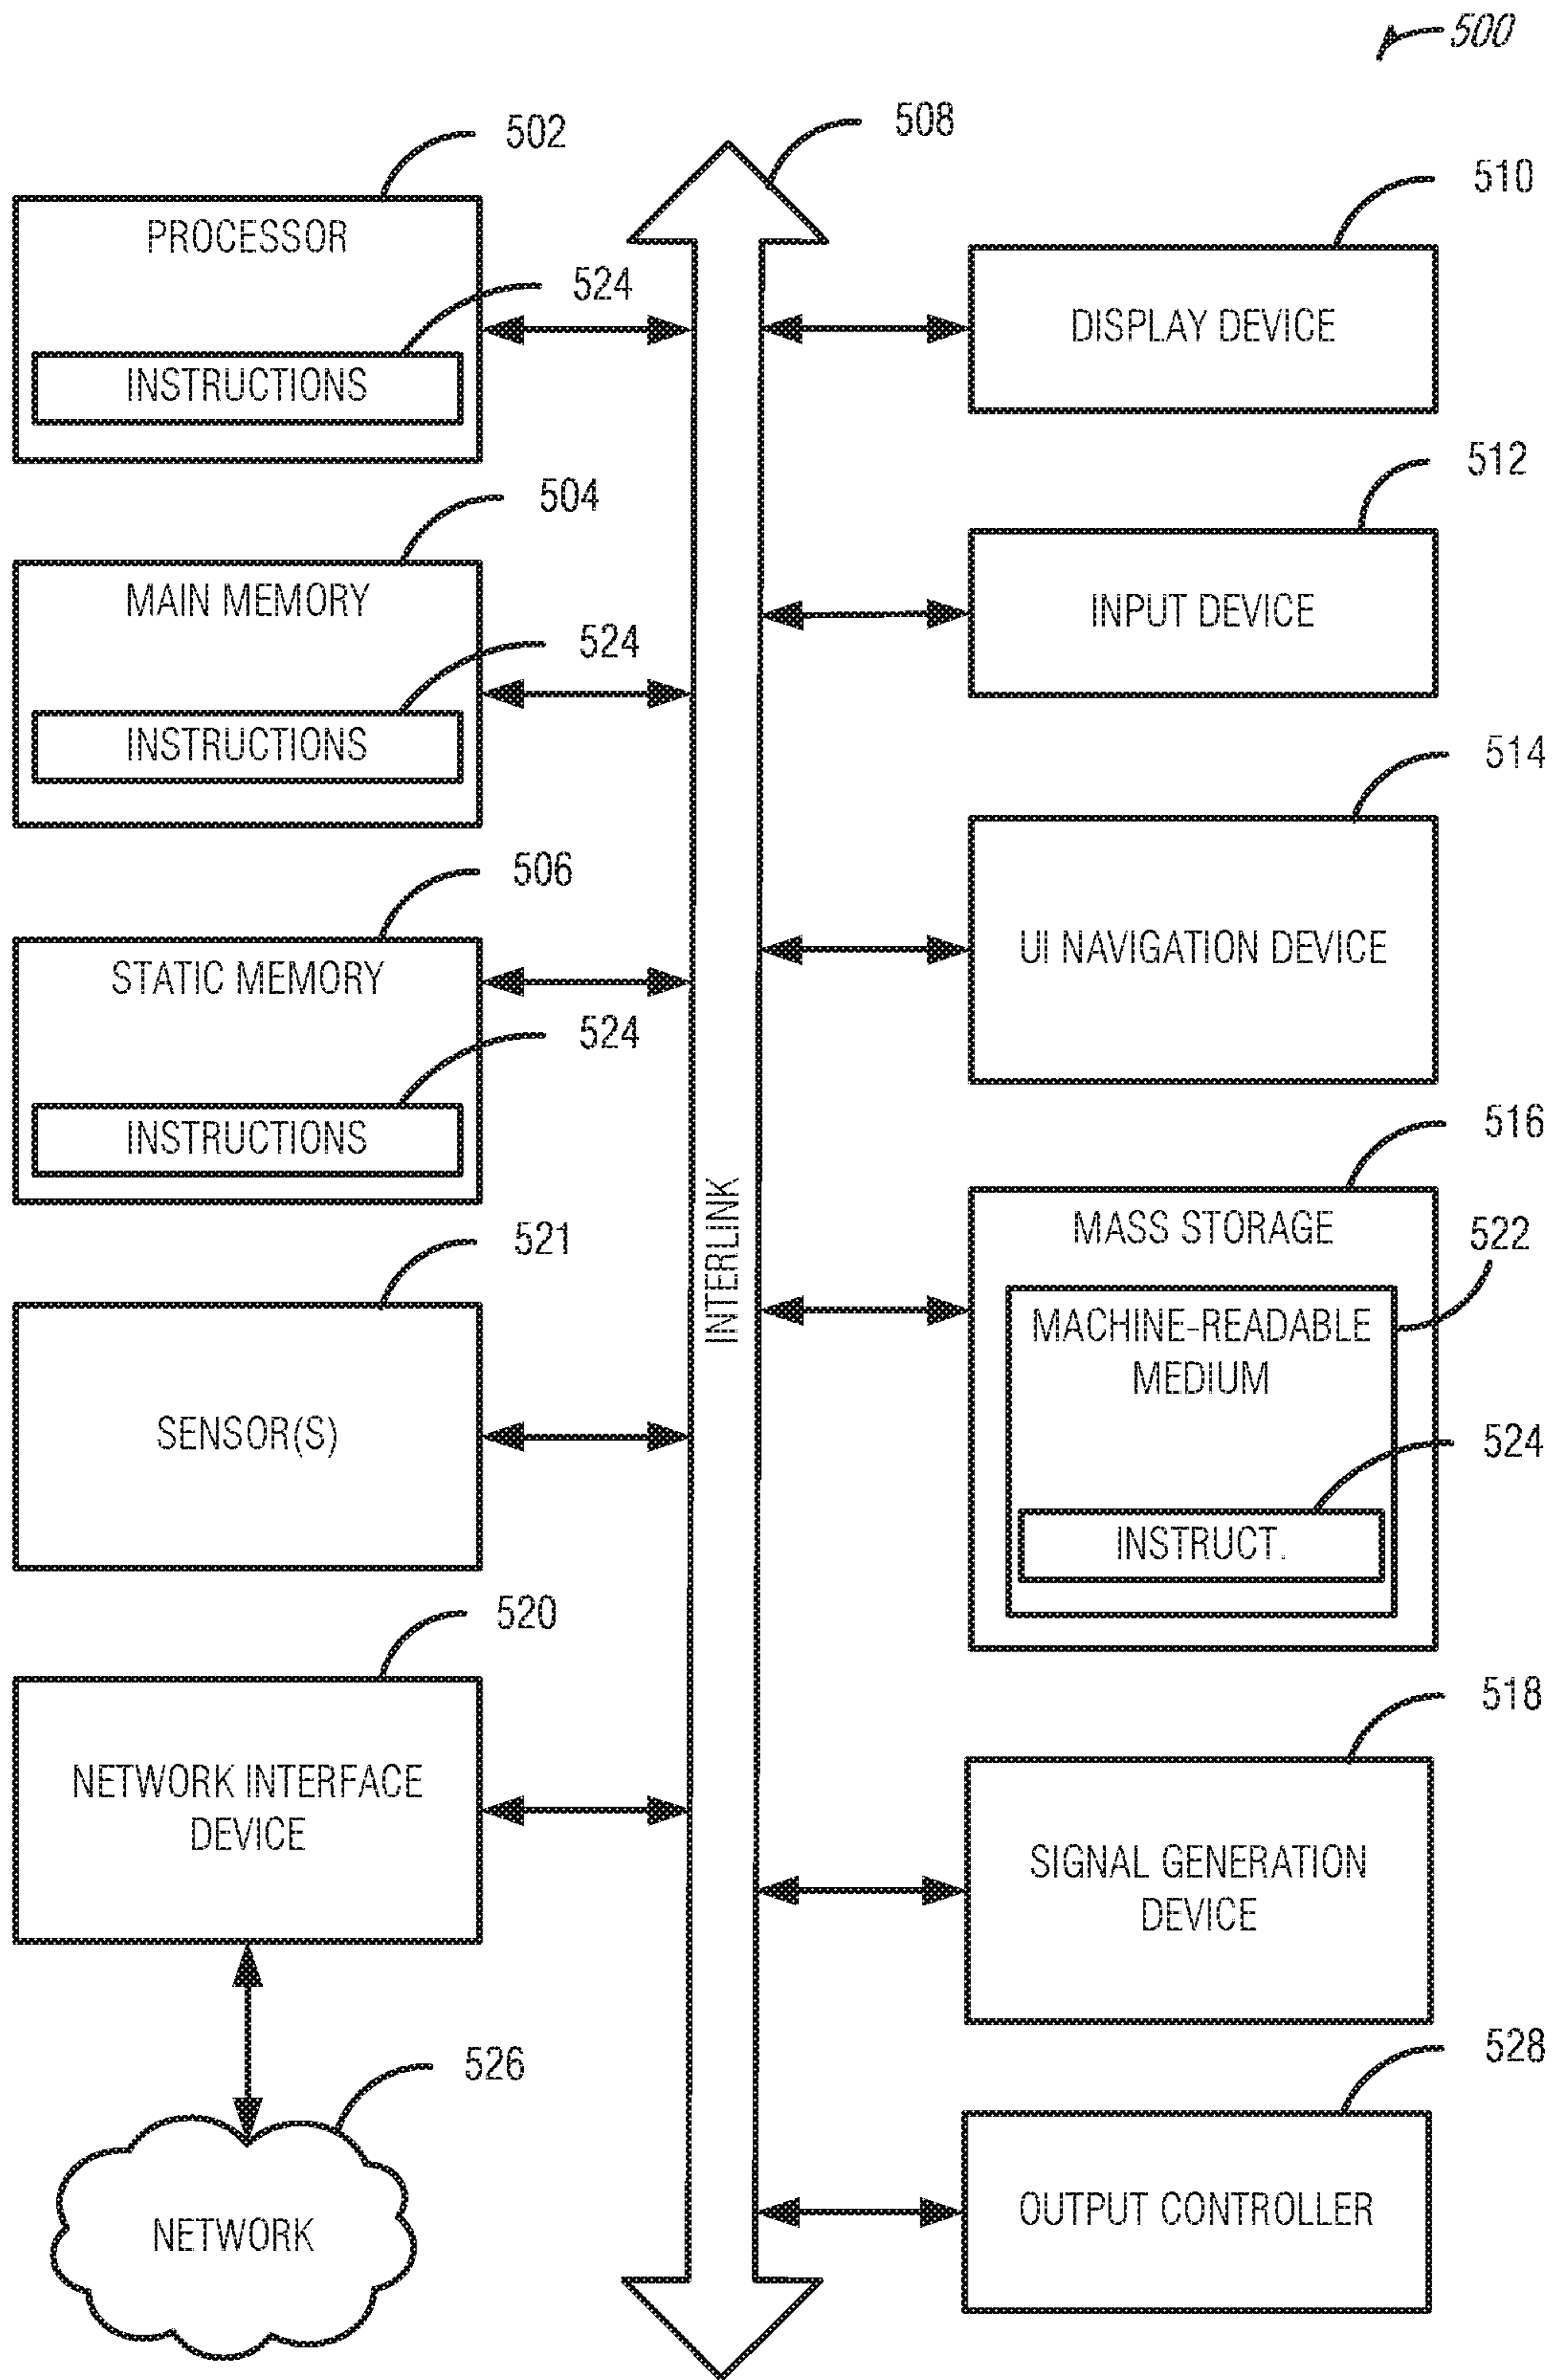 500
502
PROCESSOR
524
INSTRUCTIONS
504
MAIN MEMORY
524
INSTRUCTIONS
506
STATIC MEMORY
524
INSTRUCTIONS
521
SENSOR(S)
520
NETWORK INTERFACE
DEVICE
526
NETWORK
508
INTERLINK
510
DISPLAY DEVICE
512
INPUT DEVICE
514
UI NAVIGATION DEVICE
516
MASS STORAGE
522
MACHINE-READABLE
MEDIUM
524
INSTRUCT.
518
SIGNAL GENERATION
DEVICE
528
OUTPUT CONTROLLER